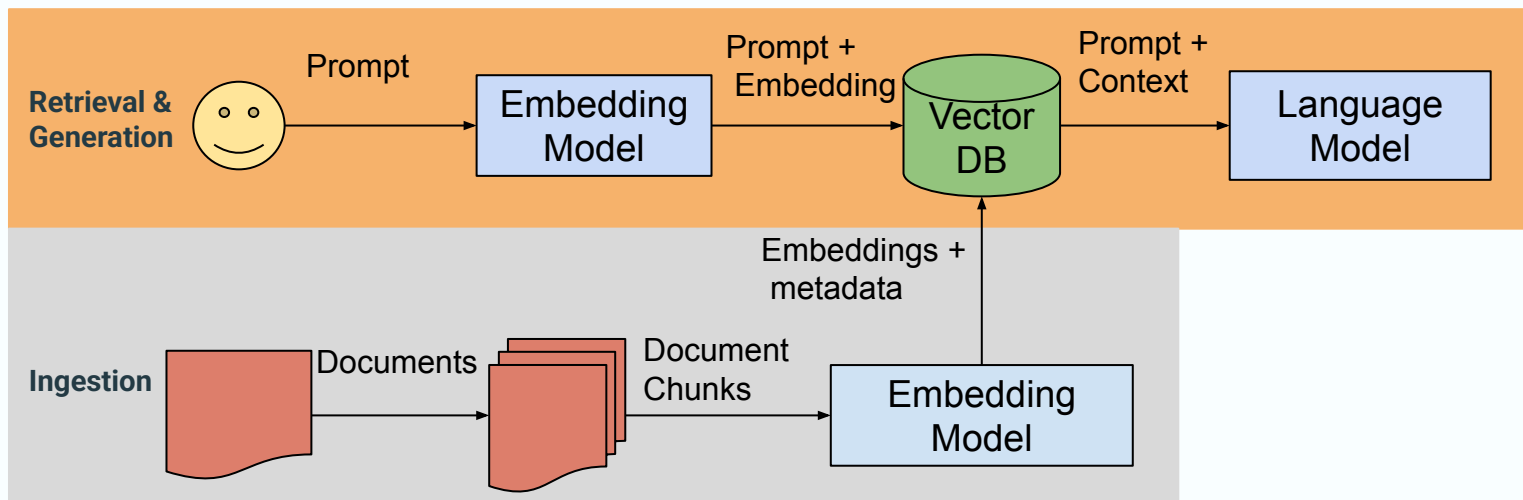 Retrieval &
Generation
Prompt
Embedding
Model
Prompt +
Embedding
Vector
DB
Prompt +
Context
Language
Model
Embeddings +
metadata
Ingestion
Documents
Document
Chunks
Embedding
Model